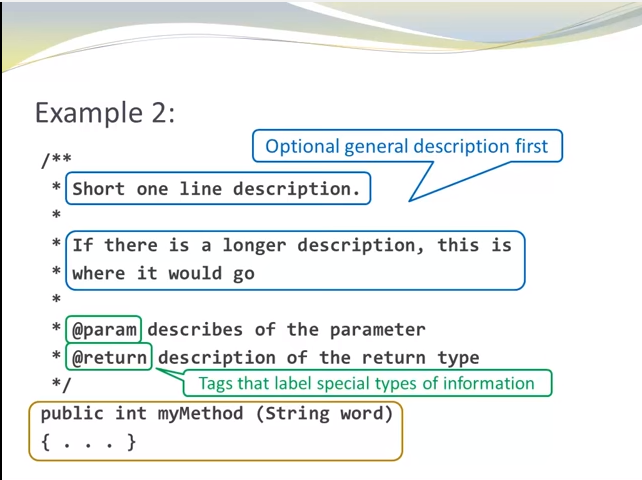 Example 2:
Optional general description first
/**
* Short one line description.
*
* If there is a longer description, this is
* where it would go
*
* @param describes of the parameter
* @return description of the return type
Tags that label special types of information
*/
public int myMethod (String word)
{ . . . }